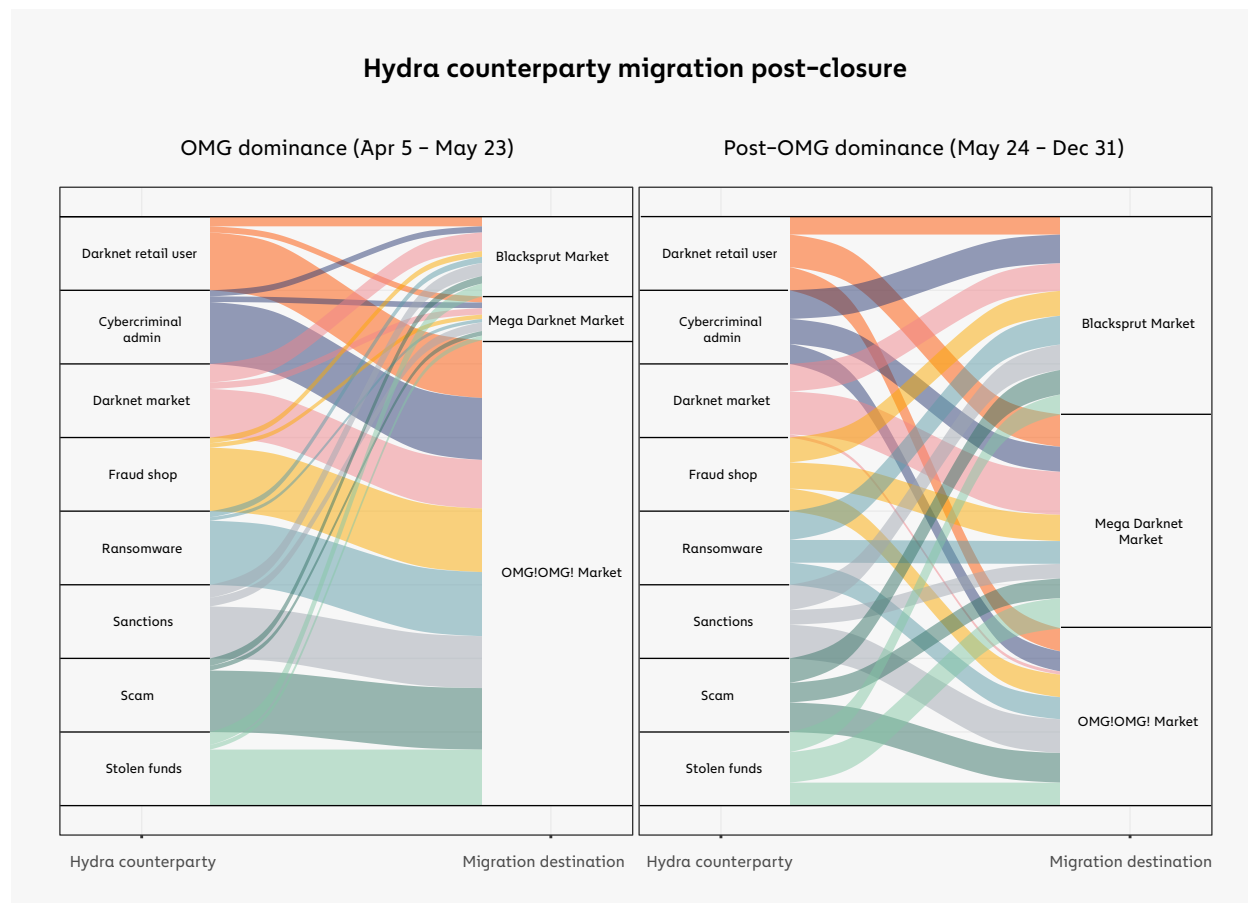 Hydra counterparty migration post-closure
OMG dominance (Apr 5 – May 23)
Darknet retail user
Cybercriminal
admin
Darknet market
Fraud shop
Ransomware
Sanctions
Scam
Stolen funds
Blacksprut Market
Mega Darknet Market
OMG!OMG! Market
Hydra counterparty
Migration destination
Post-OMG dominance (May 24 – Dec 31)
Darknet retail user
Cybercriminal
admin
Darknet market
Fraud shop
Ransomware
Sanctions
Scam
Stolen funds
Blacksprut Market
Mega Darknet
Market
OMG!OMG! Market
Hydra counterparty
Migration destination